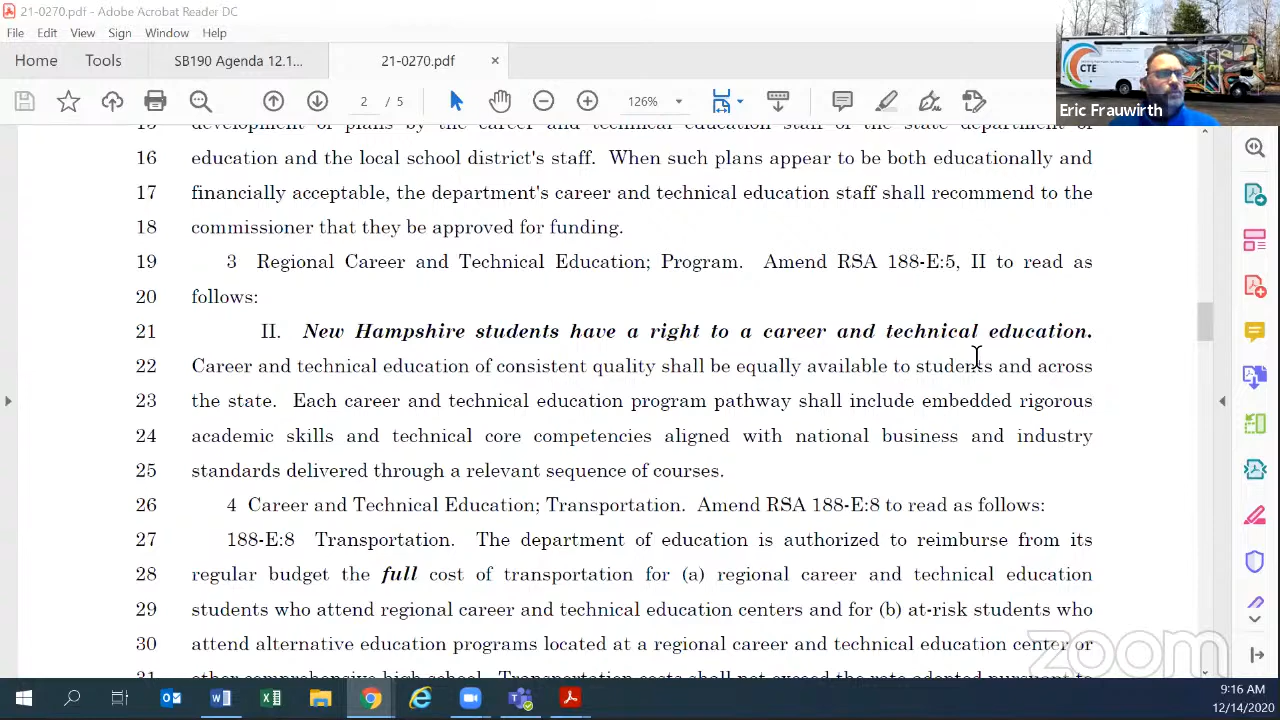 21-0270.pdf - Adobe Acrobat Reader DC
File Edit View Sign Window Help
Home Tools SB190 Agenda 12.1... 21-0270.pdf ×
2 / 5 126%
CTE
Eric Frauwirth
16 education and the local school district's staff. When such plans appear to be both educationally and
17 financially acceptable, the department's career and technical education staff shall recommend to the
18 commissioner that they be approved for funding.
19 3 Regional Career and Technical Education; Program. Amend RSA 188-E:5, II to read as
20 follows:
21 II. New Hampshire students have a right to a career and technical education.
22 Career and technical education of consistent quality shall be equally available to students and across
23 the state. Each career and technical education program pathway shall include embedded rigorous
24 academic skills and technical core competencies aligned with national business and industry
25 standards delivered through a relevant sequence of courses.
26 4 Career and Technical Education; Transportation. Amend RSA 188-E:8 to read as follows:
27 188-E:8 Transportation. The department of education is authorized to reimburse from its
28 regular budget the full cost of transportation for (a) regional career and technical education
29 students who attend regional career and technical education centers and for (b) at-risk students who
30 attend alternative education programs located at a regional career and technical education center or
zoom
9:16 AM
12/14/2020